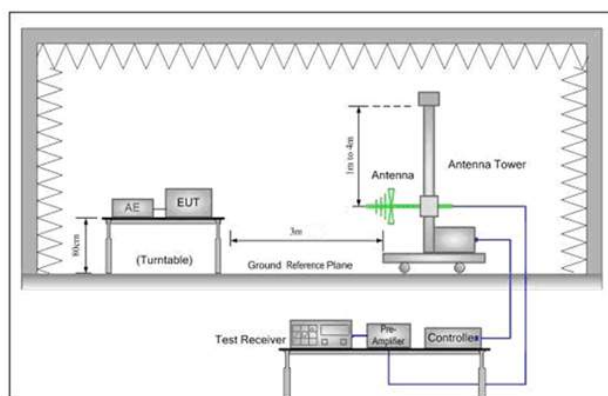 1m to 4m
Antenna
Antenna Tower
AE
EUT
80cm
(Turntable)
3m
Ground Reference Plane
Test Receiver
Pre-
Amplifier
Controller